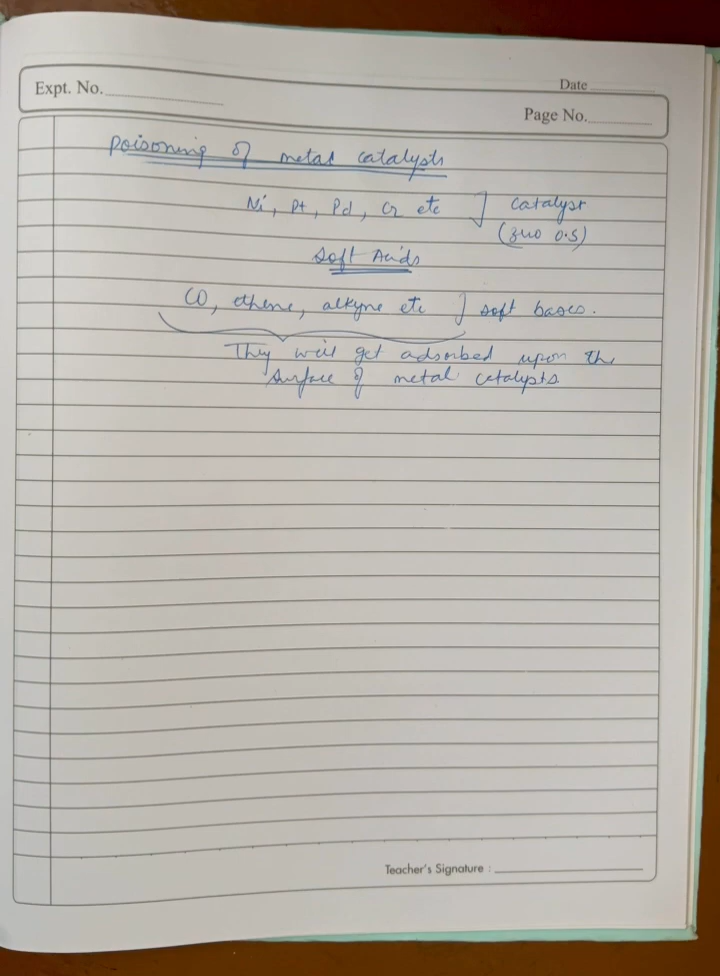 Expt. No.
Date
Page No.
Poisoning of metal catalysts
Ni, Pt, Pd, Cr etc ] catalyst
(zero O.S)
Soft Acids
CO, ethene, alkyne etc } soft bases.
They will get adsorbed upon the
surface of metal catalysts.
Teacher's Signature :